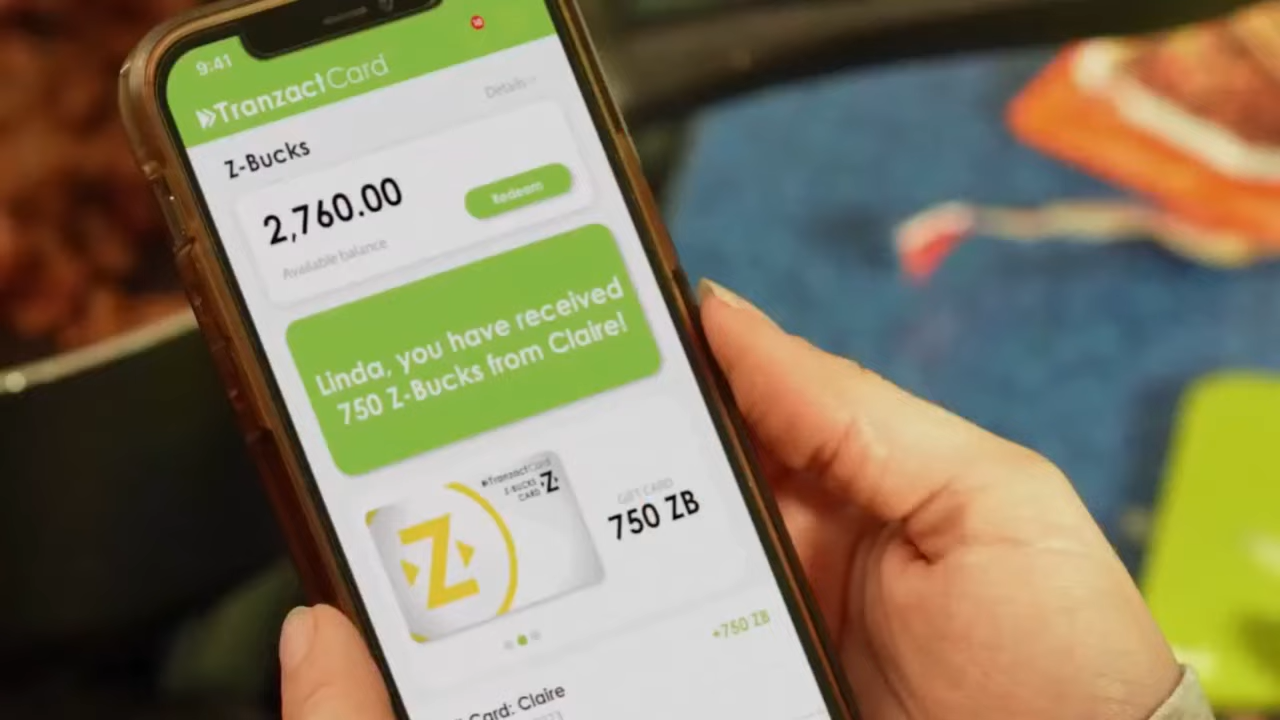 9:41
TranzactCard
Details
Z-Bucks
2,760.00
Redeem
Available balance
Linda, you have received
750 Z-Bucks from Claire!
TranzactCard
Z-BUCKS
CARD
Z
Z
GIFT CARD
750 ZB
+750 ZB
Card: Claire